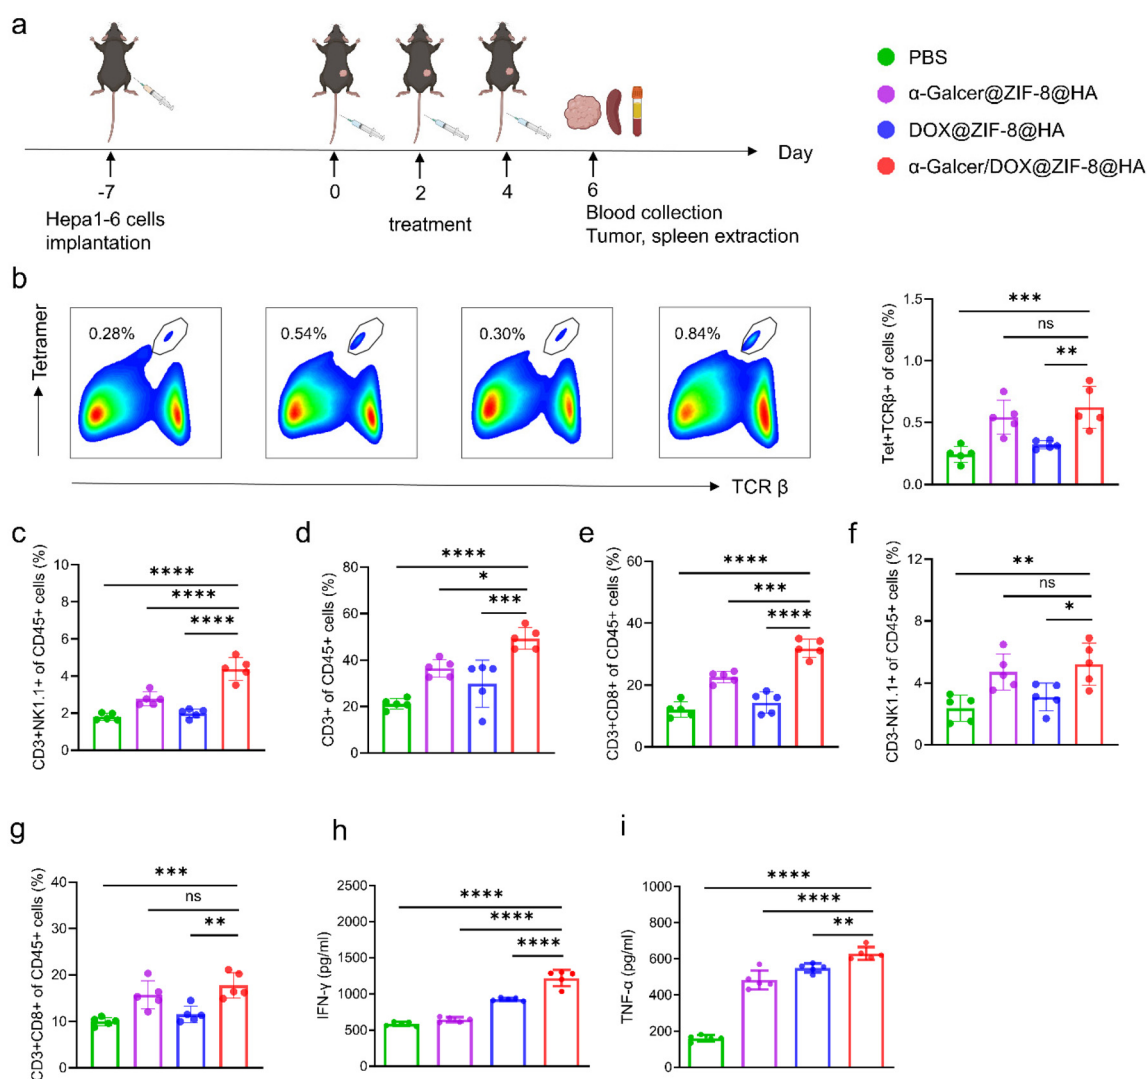 a
PBS
α-Galcer@ZIF-8@HA
DOX@ZIF-8@HA
α-Galcer/DOX@ZIF-8@HA
Day
-7
0
2
4
6
Hepa1-6 cells
implantation
treatment
Blood collection
Tumor, spleen extraction
b
Tetramer
0.28%
0.54%
0.30%
0.84%
TCR β
Tet+TCRβ+ of cells (%)
1.5
1.0
0.5
0.0
***
ns
**
c
CD3+NK1.1+ of CD45+ cells (%)
10
8
6
4
2
0
****
****
****
d
CD3+ of CD45+ cells (%)
80
60
40
20
0
****
*
***
e
CD3+CD8+ of CD45+ cells (%)
60
40
20
0
****
***
****
f
CD3-NK1.1+ of CD45+ cells (%)
12
9
6
3
0
**
ns
*
g
CD3+CD8+ of CD45+ cells (%)
40
30
20
10
0
***
ns
**
h
IFN-γ (pg/ml)
2500
2000
1500
1000
500
0
****
****
****
i
TNF-α (pg/ml)
1000
800
600
400
200
0
****
****
**